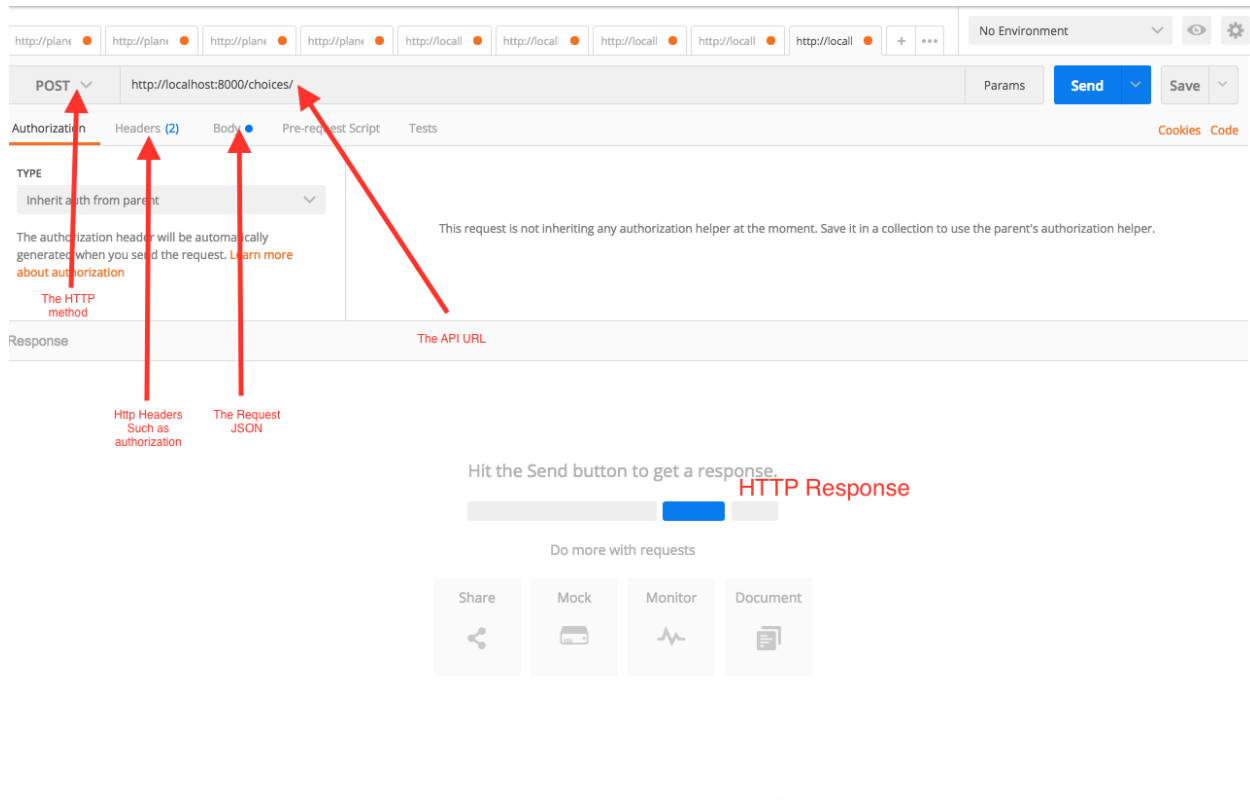 http://plane http://plane http://plane http://plane http://locall http://locall http://locall http://locall http://locall + ••• No Environment
POST http://localhost:8000/choices/ Params Send Save
Authorization Headers (2) Body Pre-request Script Tests Cookies Code
TYPE
Inherit auth from parent
The authorization header will be automatically
generated when you send the request. Learn more
about authorization
This request is not inheriting any authorization helper at the moment. Save it in a collection to use the parent's authorization helper.
The HTTP
method
The API URL
Response
Http Headers
Such as
authorization
The Request
JSON
Hit the Send button to get a response.
HTTP Response
Do more with requests
Share Mock Monitor Document